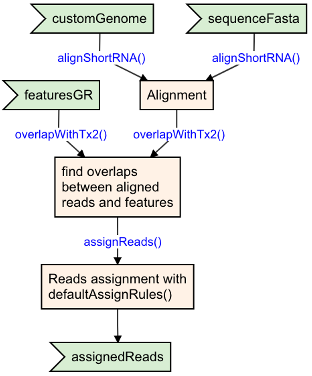 customGenome
sequenceFasta
alignShortRNA()
alignShortRNA()
featuresGR
Alignment
overlapWithTx2()
overlapWithTx2()
find overlaps
between aligned
reads and features
assignReads()
Reads assignment with
defaultAssignRules()
assignedReads